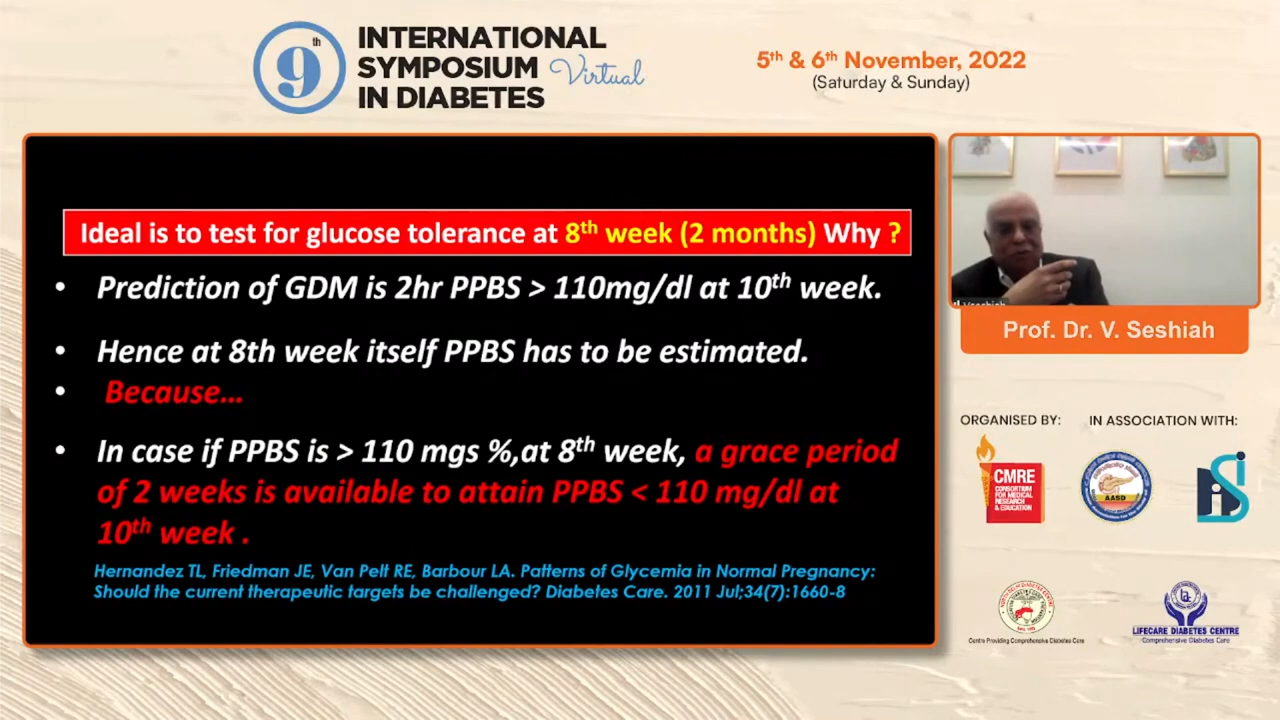 9th
INTERNATIONAL
SYMPOSIUM Virtual
IN DIABETES
5th & 6th November, 2022
(Saturday & Sunday)
Ideal is to test for glucose tolerance at 8th week (2 months) Why ?
• Prediction of GDM is 2hr PPBS > 110mg/dl at 10th week.
• Hence at 8th week itself PPBS has to be estimated.
• Because...
• In case if PPBS is > 110 mgs %,at 8th week, a grace period
of 2 weeks is available to attain PPBS < 110 mg/dl at
10th week .
Hernandez TL, Friedman JE, Van Pelt RE, Barbour LA. Patterns of Glycemia in Normal Pregnancy:
Should the current therapeutic targets be challenged? Diabetes Care. 2011 Jul;34(7):1660-8
Prof. Dr. V. Seshiah
ORGANISED BY:
IN ASSOCIATION WITH:
CMRE
CONSORTIUM
FOR MEDICAL
RESEARCH
& EDUCATION
AASD
Centre Providing Comprehensive Diabetes Care
LIFECARE DIABETES CENTRE
Comprehensive Diabetes Care